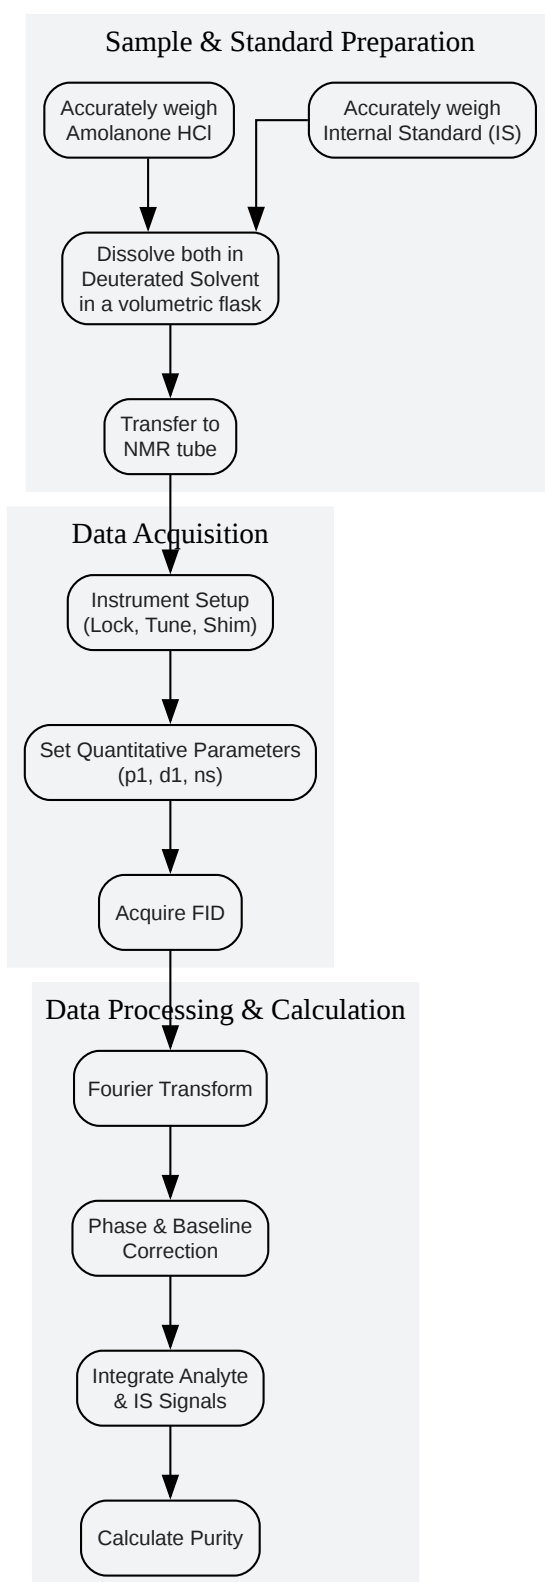 Sample & Standard Preparation
Accurately weigh
Amolanone HCl
Accurately weigh
Internal Standard (IS)
Dissolve both in
Deuterated Solvent
in a volumetric flask
Transfer to
NMR tube
Data Acquisition
Instrument Setup
(Lock, Tune, Shim)
Set Quantitative Parameters
(p1, d1, ns)
Acquire FID
Data Processing & Calculation
Fourier Transform
Phase & Baseline
Correction
Integrate Analyte
& IS Signals
Calculate Purity